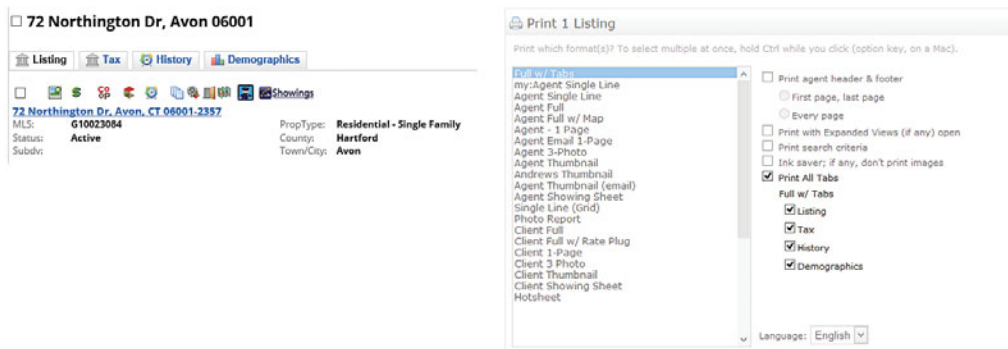 72 Northington Dr, Avon 06001
Listing Tax History Demographics
Showings
72 Northington Dr, Avon, CT 06001-2357
MLS: G10023084 PropType: Residential - Single Family
Status: Active County: Hartford
Subdv: Town/City: Avon
Print 1 Listing
Print which format(s)? To select multiple at once, hold Ctrl while you click (option key, on a Mac).
Full w/ Tabs
my:Agent Single Line
Agent Single Line
Agent Full
Agent Full w/ Map
Agent - 1 Page
Agent Email 1-Page
Agent 3-Photo
Agent Thumbnail
Andrews Thumbnail
Agent Thumbnail (email)
Agent Showing Sheet
Single Line (Grid)
Photo Report
Client Full
Client Full w/ Rate Plug
Client 1-Page
Client 3 Photo
Client Thumbnail
Client Showing Sheet
Hotsheet
Print agent header & footer
First page, last page
Every page
Print with Expanded Views (if any) open
Print search criteria
Ink saver; if any, don't print images
Print All Tabs
Full w/ Tabs
Listing
Tax
History
Demographics
Language: English